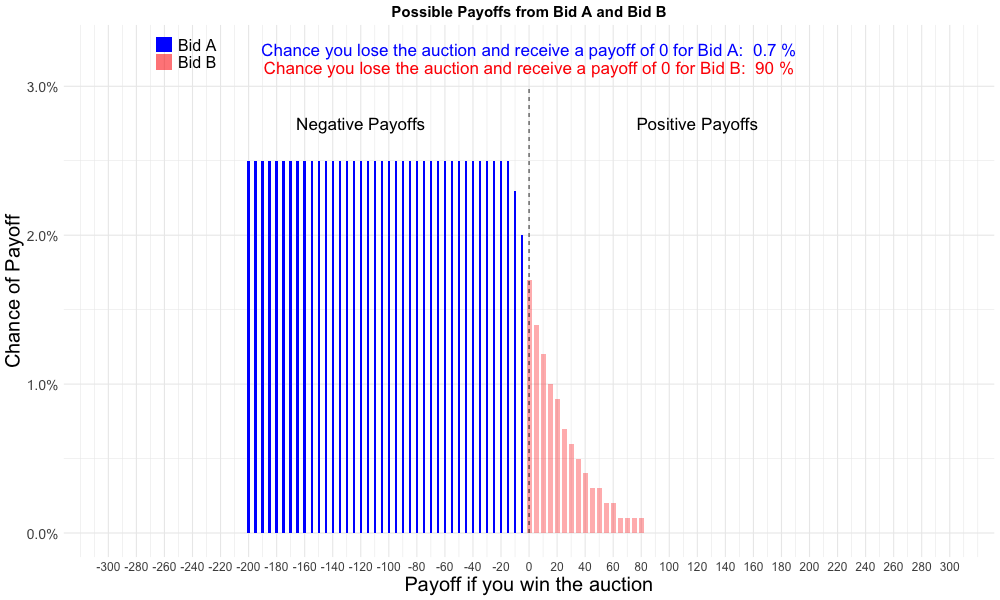 Possible Payoffs from Bid A and Bid B
Bid A
Bid B
Chance you lose the auction and receive a payoff of 0 for Bid A:  0.7 %
Chance you lose the auction and receive a payoff of 0 for Bid B:  90 %
Negative Payoffs
Positive Payoffs
Chance of Payoff
3.0%
2.0%
1.0%
0.0%
-300 -280 -260 -240 -220 -200 -180 -160 -140 -120 -100 -80 -60 -40 -20 0 20 40 60 80 100 120 140 160 180 200 220 240 260 280 300
Payoff if you win the auction